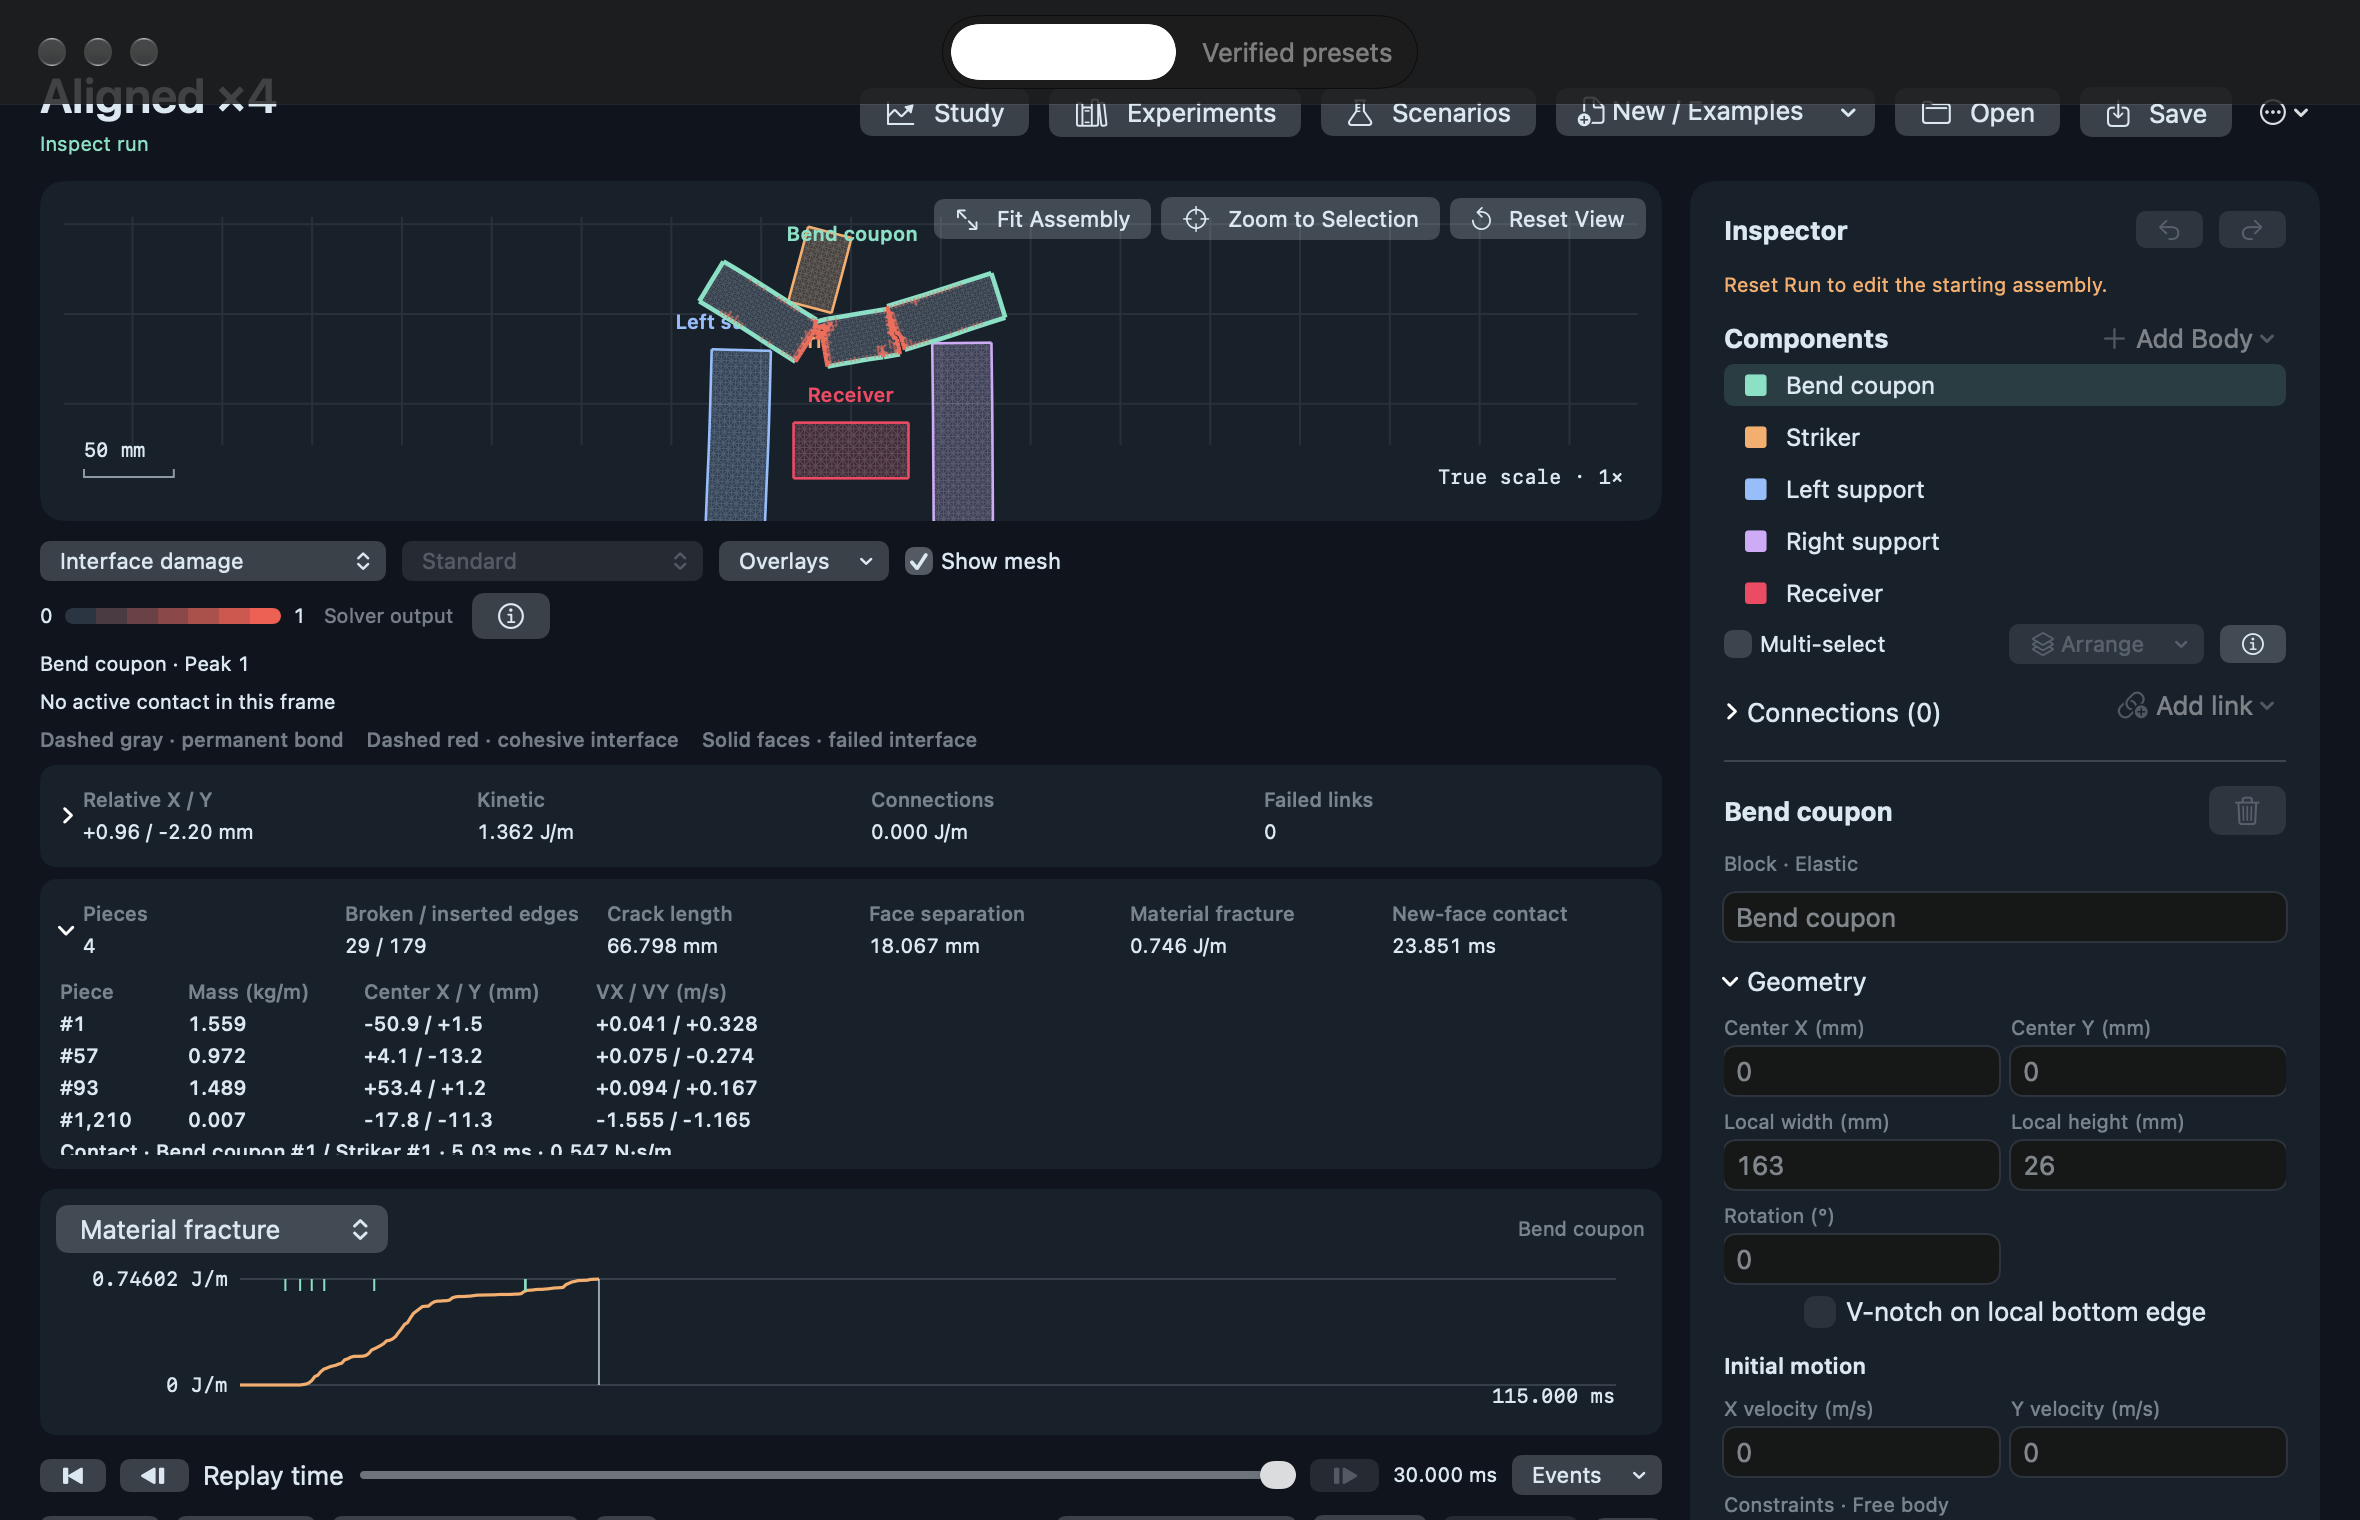 Verified presets
Aligned ×4
Inspect run
Study
Experiments
Scenarios
New / Examples
Open
Save
Fit Assembly
Zoom to Selection
Reset View
Bend coupon
Receiver
50 mm
True scale · 1×
Interface damage
Standard
Overlays
Show mesh
0
1
Solver output
Bend coupon · Peak 1
No active contact in this frame
Dashed gray · permanent bond Dashed red · cohesive interface Solid faces · failed interface
Relative X / Y Kinetic Connections Failed links
+0.96 / -2.20 mm 1.362 J/m 0.000 J/m 0
Pieces Broken / inserted edges Crack length Face separation Material fracture New-face contact
4 29 / 179 66.798 mm 18.067 mm 0.746 J/m 23.851 ms
Piece Mass (kg/m) Center X / Y (mm) VX / VY (m/s)
#1 1.559 -50.9 / +1.5 +0.041 / +0.328
#57 0.972 +4.1 / -13.2 +0.075 / -0.274
#93 1.489 +53.4 / +1.2 +0.094 / +0.167
#1,210 0.007 -17.8 / -11.3 -1.555 / -1.165
Contact · Bend coupon #1 / Striker #1 · 5.03 ms · 0.547 N·s/m
Material fracture
Bend coupon
0.74602 J/m
0 J/m
115.000 ms
Replay time
30.000 ms
Events
Inspector
Reset Run to edit the starting assembly.
Components
Add Body
Bend coupon
Striker
Left support
Right support
Receiver
Multi-select
Arrange
Connections (0)
Add link
Bend coupon
Block · Elastic
Bend coupon
Geometry
Center X (mm) Center Y (mm)
0 0
Local width (mm) Local height (mm)
163 26
Rotation (°)
0
V-notch on local bottom edge
Initial motion
X velocity (m/s) Y velocity (m/s)
0 0
Constraints · Free body